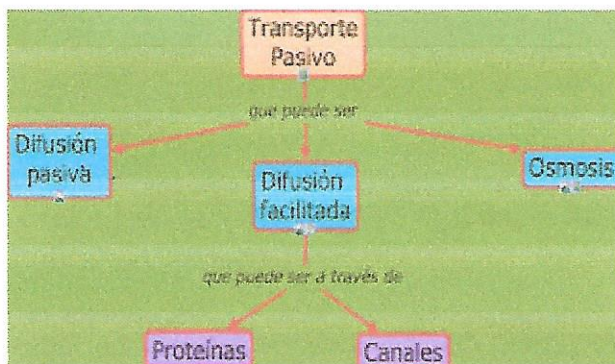 Transporte
Pasivo
que puede ser
Difusión
pasiva
Difusión
facilitada
Osmosis
que puede ser a través de
Proteínas
Canales